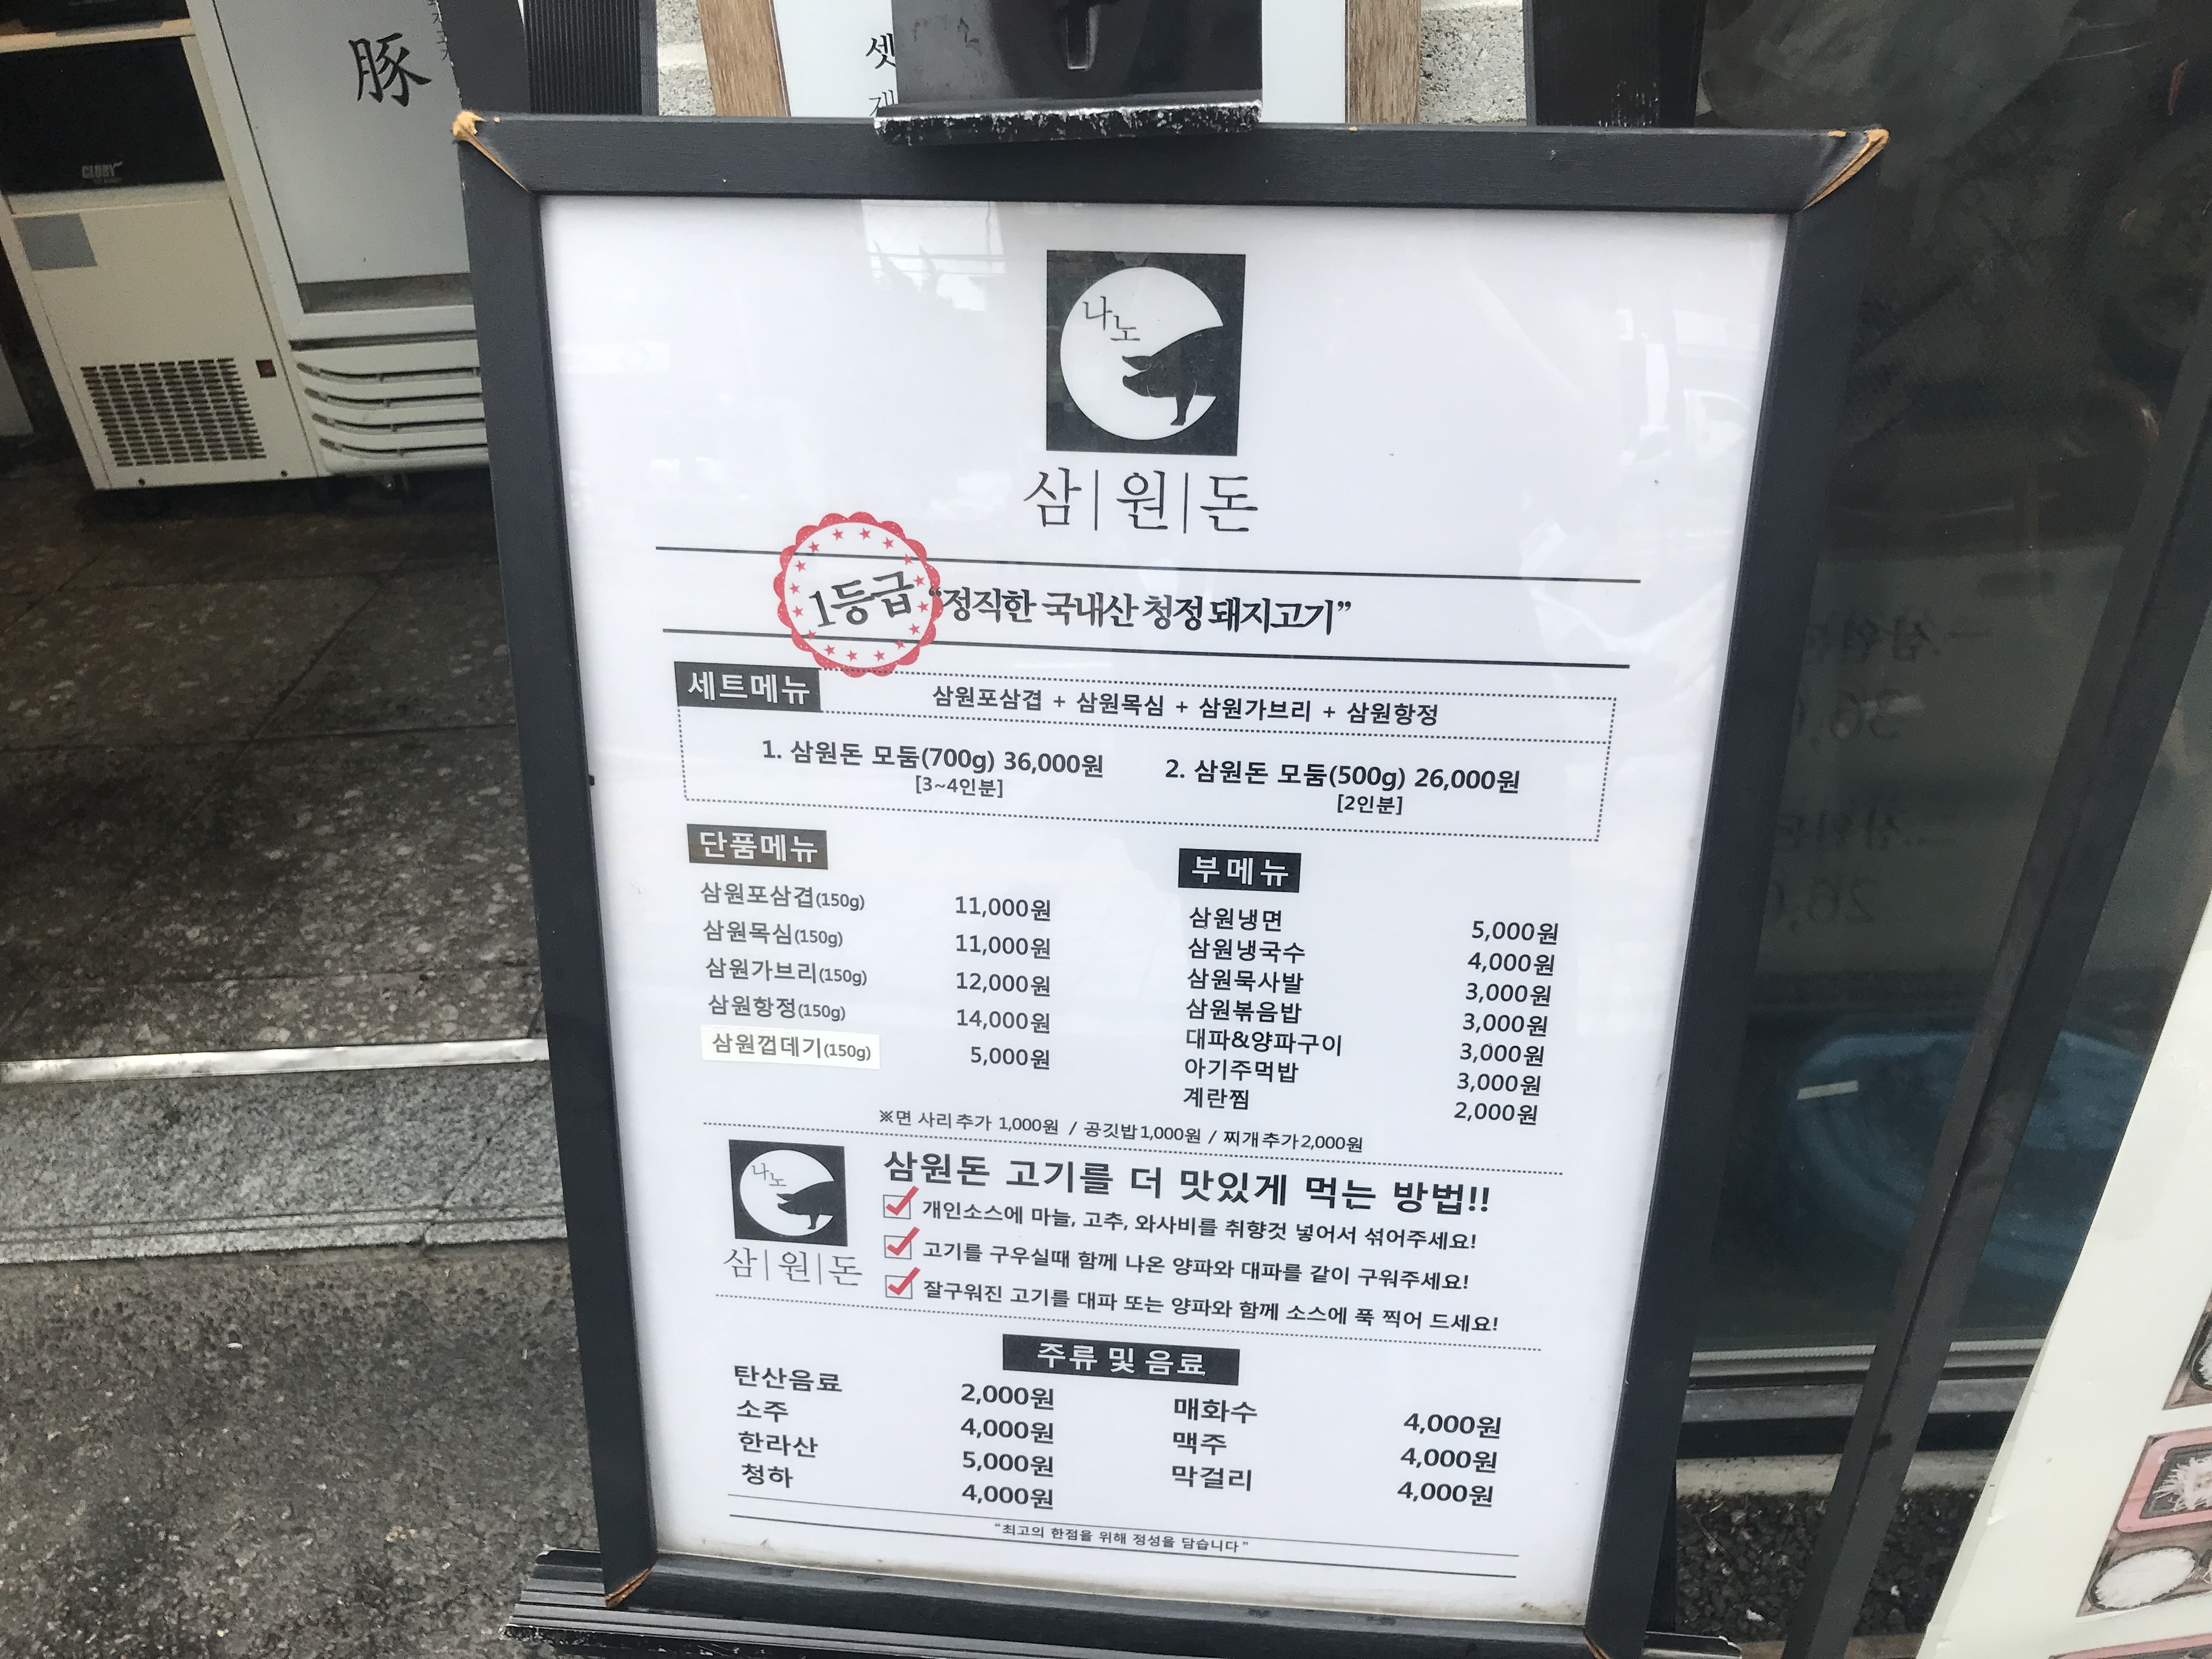 豚
GLORY
셋
나노
삼|원|돈
1등급 “정직한 국내산 청정 돼지고기”
세트메뉴 삼원포삼겹 + 삼원목심 + 삼원가브리 + 삼원항정
1. 삼원돈 모둠(700g) 36,000원 2. 삼원돈 모둠(500g) 26,000원
[3~4인분] [2인분]
단품메뉴
삼원포삼겹(150g) 11,000원
삼원목심(150g) 11,000원
삼원가브리(150g) 12,000원
삼원항정(150g) 14,000원
삼원껍데기(150g) 5,000원
부메뉴
삼원냉면 5,000원
삼원냉국수 4,000원
삼원묵사발 3,000원
삼원볶음밥 3,000원
대파&양파구이 3,000원
아기주먹밥 3,000원
계란찜 2,000원
※면 사리 추가 1,000원 / 공깃밥 1,000원 / 찌개 추가 2,000원
나노
삼|원|돈
삼원돈 고기를 더 맛있게 먹는 방법!!
개인소스에 마늘, 고추, 와사비를 취향것 넣어서 섞어주세요!
고기를 구우실때 함께 나온 양파와 대파를 같이 구워주세요!
잘구워진 고기를 대파 또는 양파와 함께 소스에 푹 찍어 드세요!
주류 및 음료
탄산음료 2,000원
소주 4,000원
한라산 5,000원
청하 4,000원
매화수 4,000원
맥주 4,000원
막걸리 4,000원
“최고의 한점을 위해 정성을 담습니다”